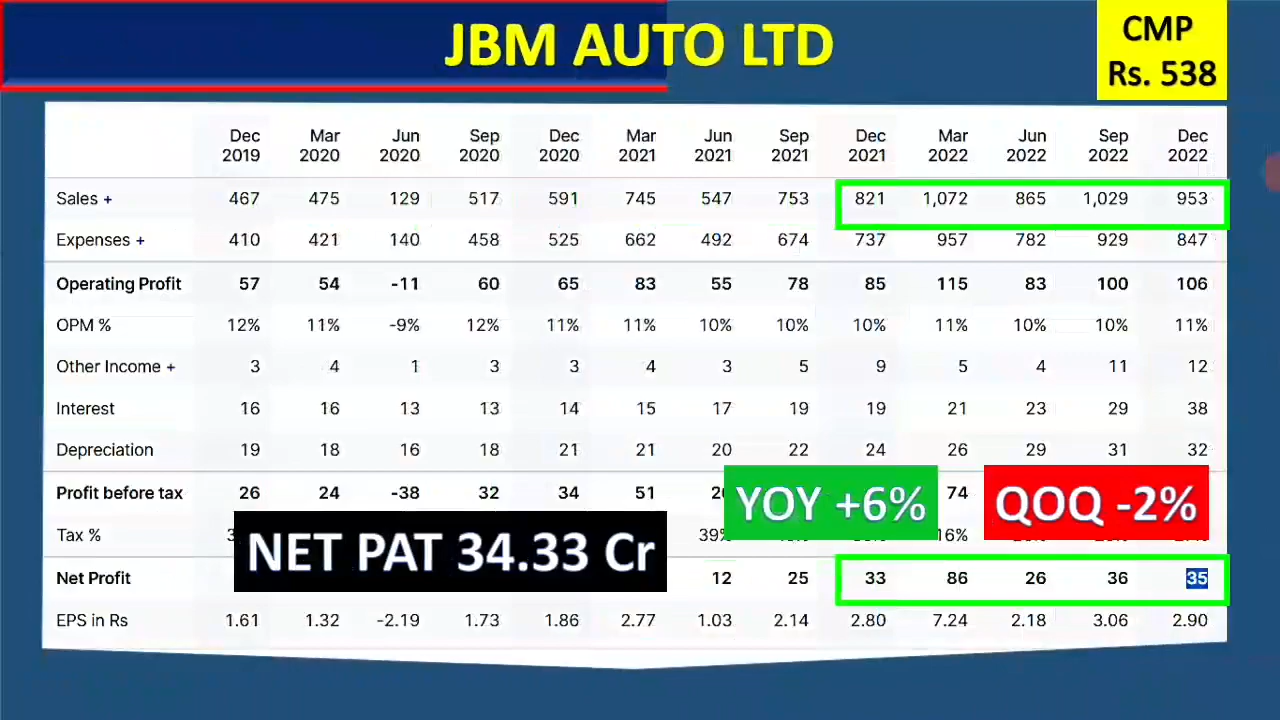 JBM AUTO LTD
CMP
Rs. 538
Dec 2019 Mar 2020 Jun 2020 Sep 2020 Dec 2020 Mar 2021 Jun 2021 Sep 2021 Dec 2021 Mar 2022 Jun 2022 Sep 2022 Dec 2022
Sales + 467 475 129 517 591 745 547 753 821 1,072 865 1,029 953
Expenses + 410 421 140 458 525 662 492 674 737 957 782 929 847
Operating Profit 57 54 -11 60 65 83 55 78 85 115 83 100 106
OPM % 12% 11% -9% 12% 11% 11% 10% 10% 10% 11% 10% 10% 11%
Other Income + 3 4 1 3 3 4 3 5 9 5 4 11 12
Interest 16 16 13 13 14 15 17 19 19 21 23 29 38
Depreciation 19 18 16 18 21 21 20 22 24 26 29 31 32
Profit before tax 26 24 -38 32 34 51 74
YOY +6%
QOQ -2%
Tax % 39% 16%
NET PAT 34.33 Cr
Net Profit 12 25 33 86 26 36 35
EPS in Rs 1.61 1.32 -2.19 1.73 1.86 2.77 1.03 2.14 2.80 7.24 2.18 3.06 2.90